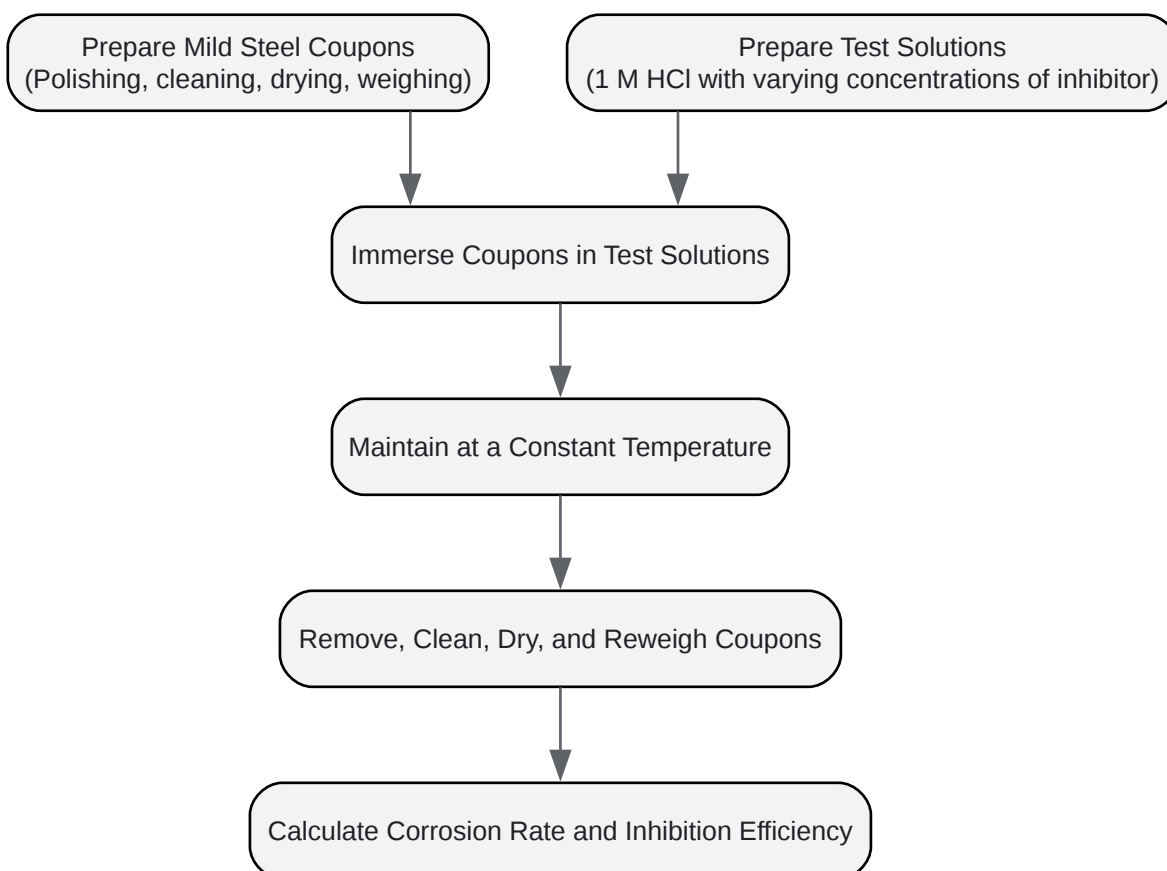 Prepare Mild Steel Coupons
(Polishing, cleaning, drying, weighing)
Prepare Test Solutions
(1 M HCl with varying concentrations of inhibitor)
Immerse Coupons in Test Solutions
Maintain at a Constant Temperature
Remove, Clean, Dry, and Reweigh Coupons
Calculate Corrosion Rate and Inhibition Efficiency